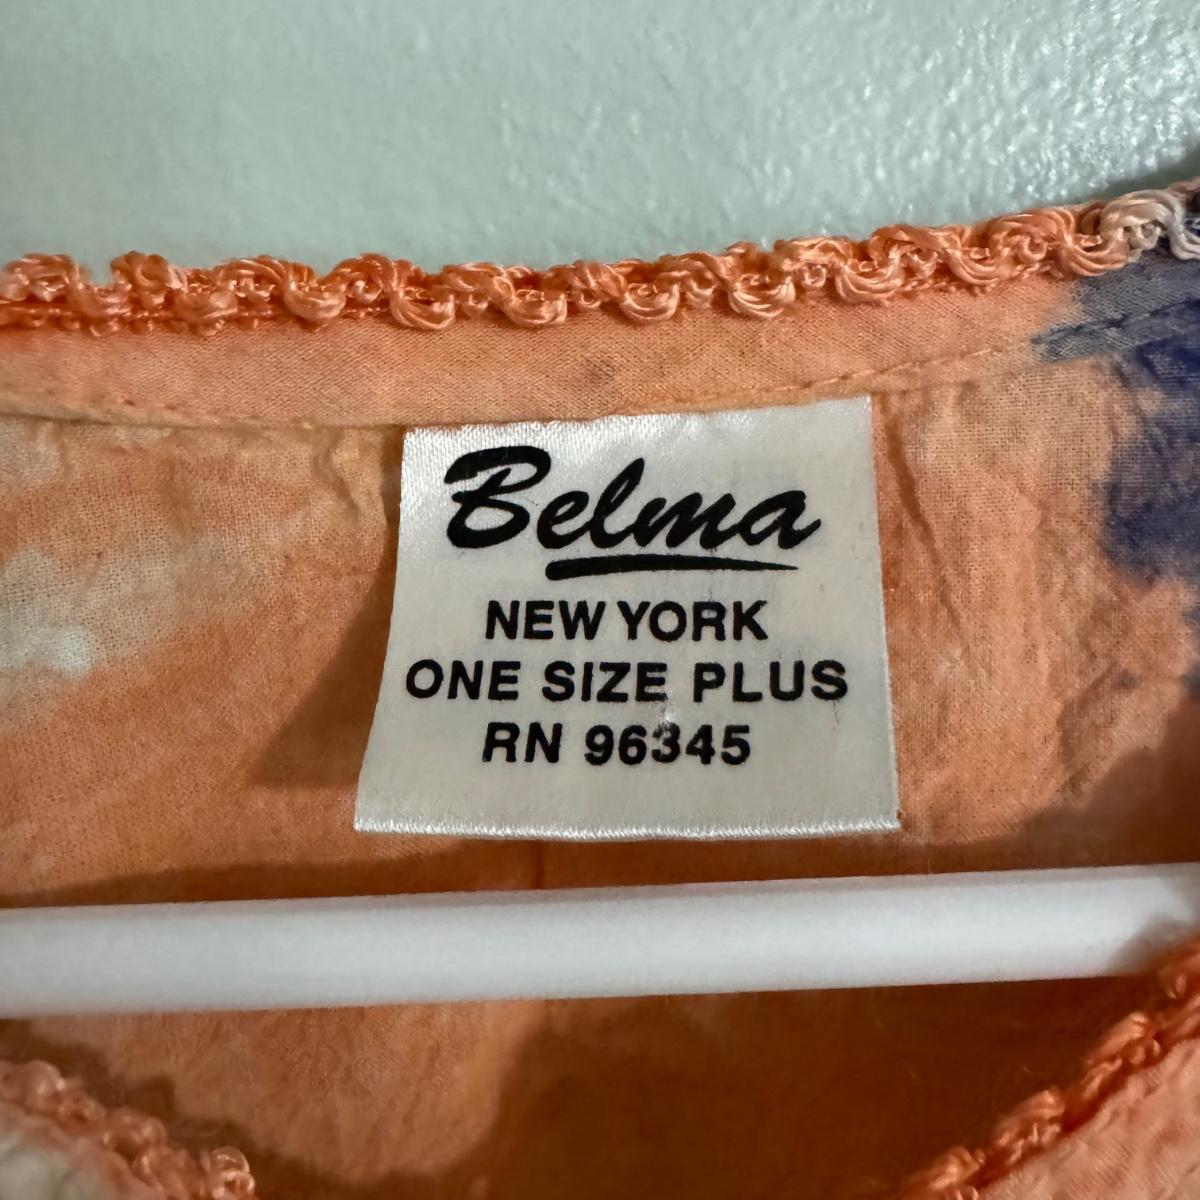 Belma
NEW YORK
ONE SIZE PLUS
RN 96345